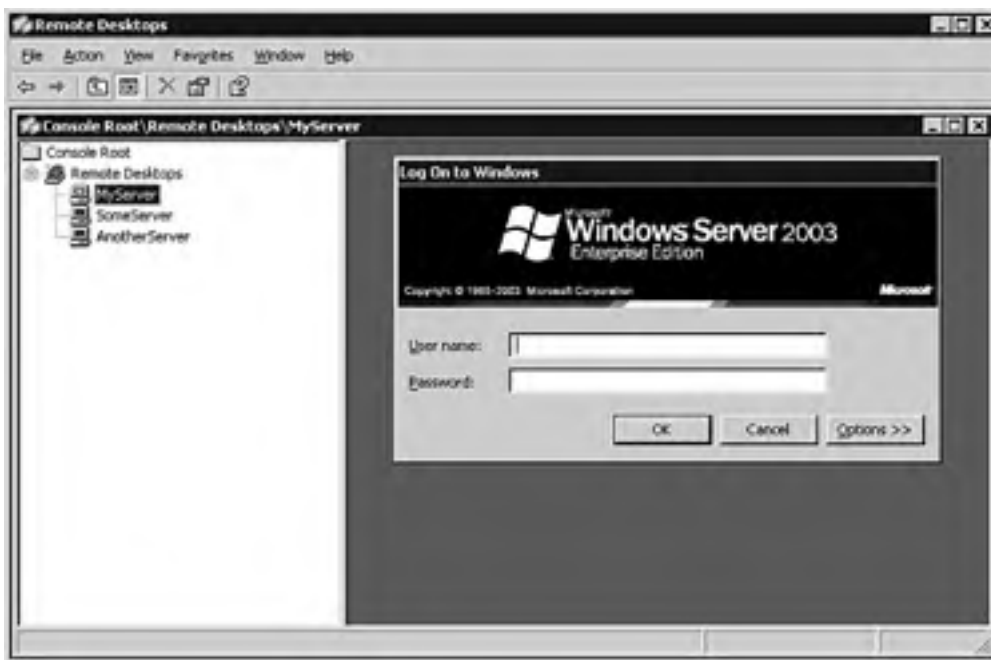 Remote Desktops
File Action View Favorites Window Help
Console Root\Remote Desktops\MyServer
Console Root
Remote Desktops
MyServer
SomeServer
AnotherServer
Log On to Windows
Microsoft
Windows Server 2003
Enterprise Edition
Copyright © 1985-2003 Microsoft Corporation
Microsoft
User name:
Password:
OK Cancel Options >>